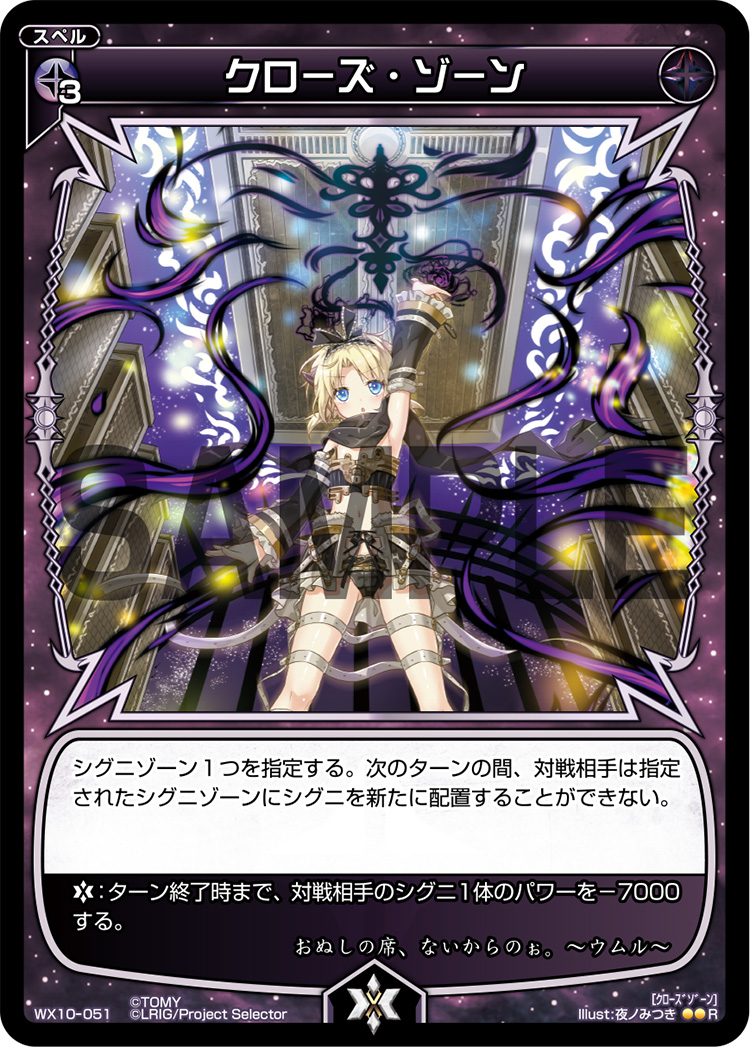 スペル
クローズ・ゾーン
3
SAMPLE
シグニゾーン1つを指定する。次のターンの間、対戦相手は指定
されたシグニゾーンにシグニを新たに配置することができない。
:ターン終了時まで、対戦相手のシグニ1体のパワーを－7000
する。
おぬしの席、ないからのぉ。～ウムル～
[クローズゾーン]
WX10-051 ©TOMY ©LRIG/Project Selector
Illust:夜ノみつき R